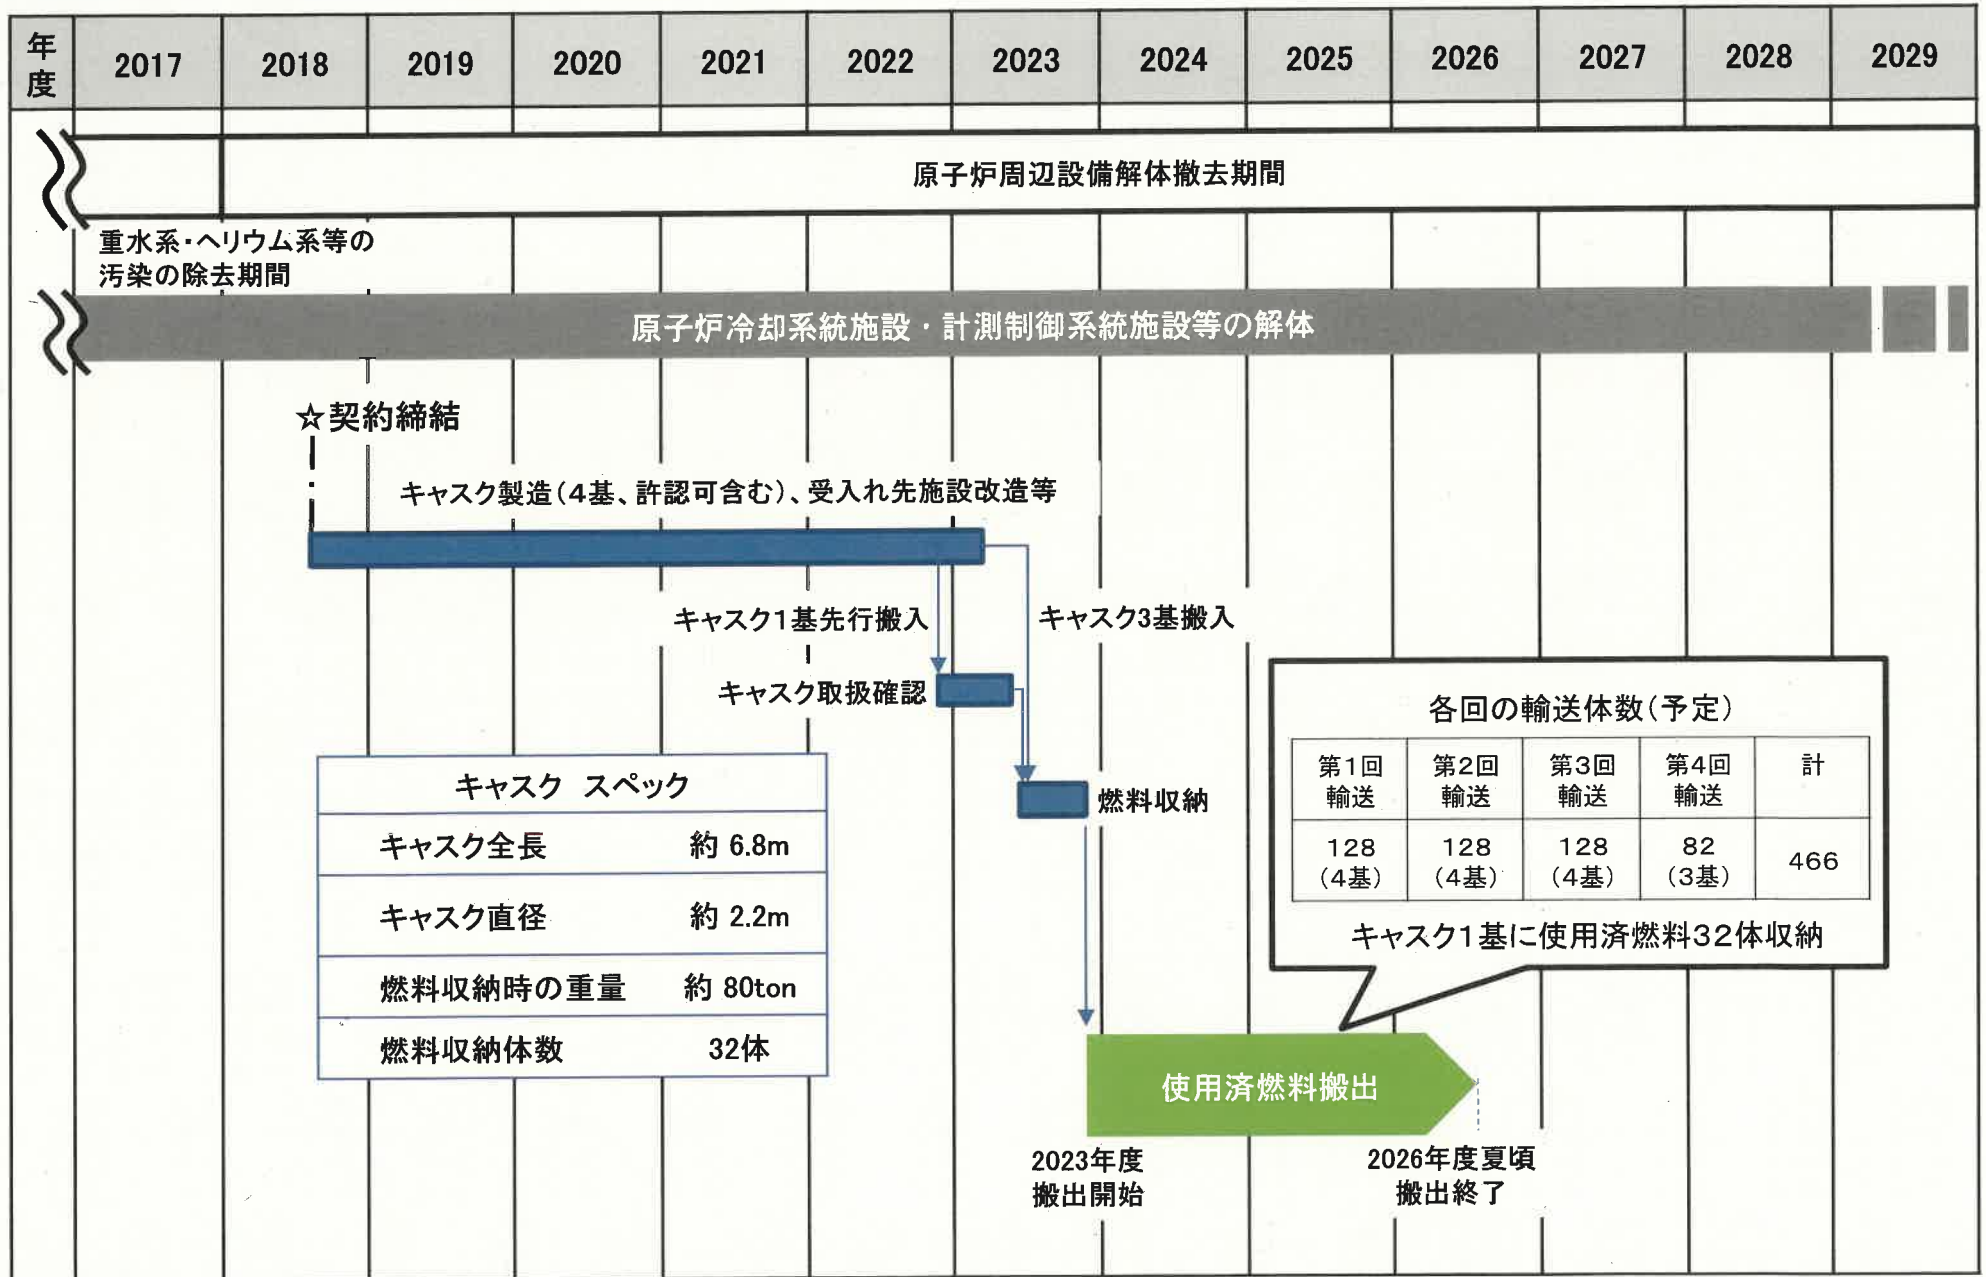 年度 2017 2018 2019 2020 2021 2022 2023 2024 2025 2026 2027 2028 2029
原子炉周辺設備解体撤去期間
重水系・ヘリウム系等の
汚染の除去期間
原子炉冷却系統施設・計測制御系統施設等の解体
☆契約締結
キャスク製造(4基、許認可含む)、受入れ先施設改造等
キャスク1基先行搬入
キャスク3基搬入
キャスク取扱確認
燃料収納
キャスク スペック
キャスク全長 約 6.8m
キャスク直径 約 2.2m
燃料収納時の重量 約 80ton
燃料収納体数 32体
各回の輸送体数(予定)
第1回輸送 第2回輸送 第3回輸送 第4回輸送 計
128(4基) 128(4基) 128(4基) 82(3基) 466
キャスク1基に使用済燃料32体収納
使用済燃料搬出
2023年度
搬出開始
2026年度夏頃
搬出終了